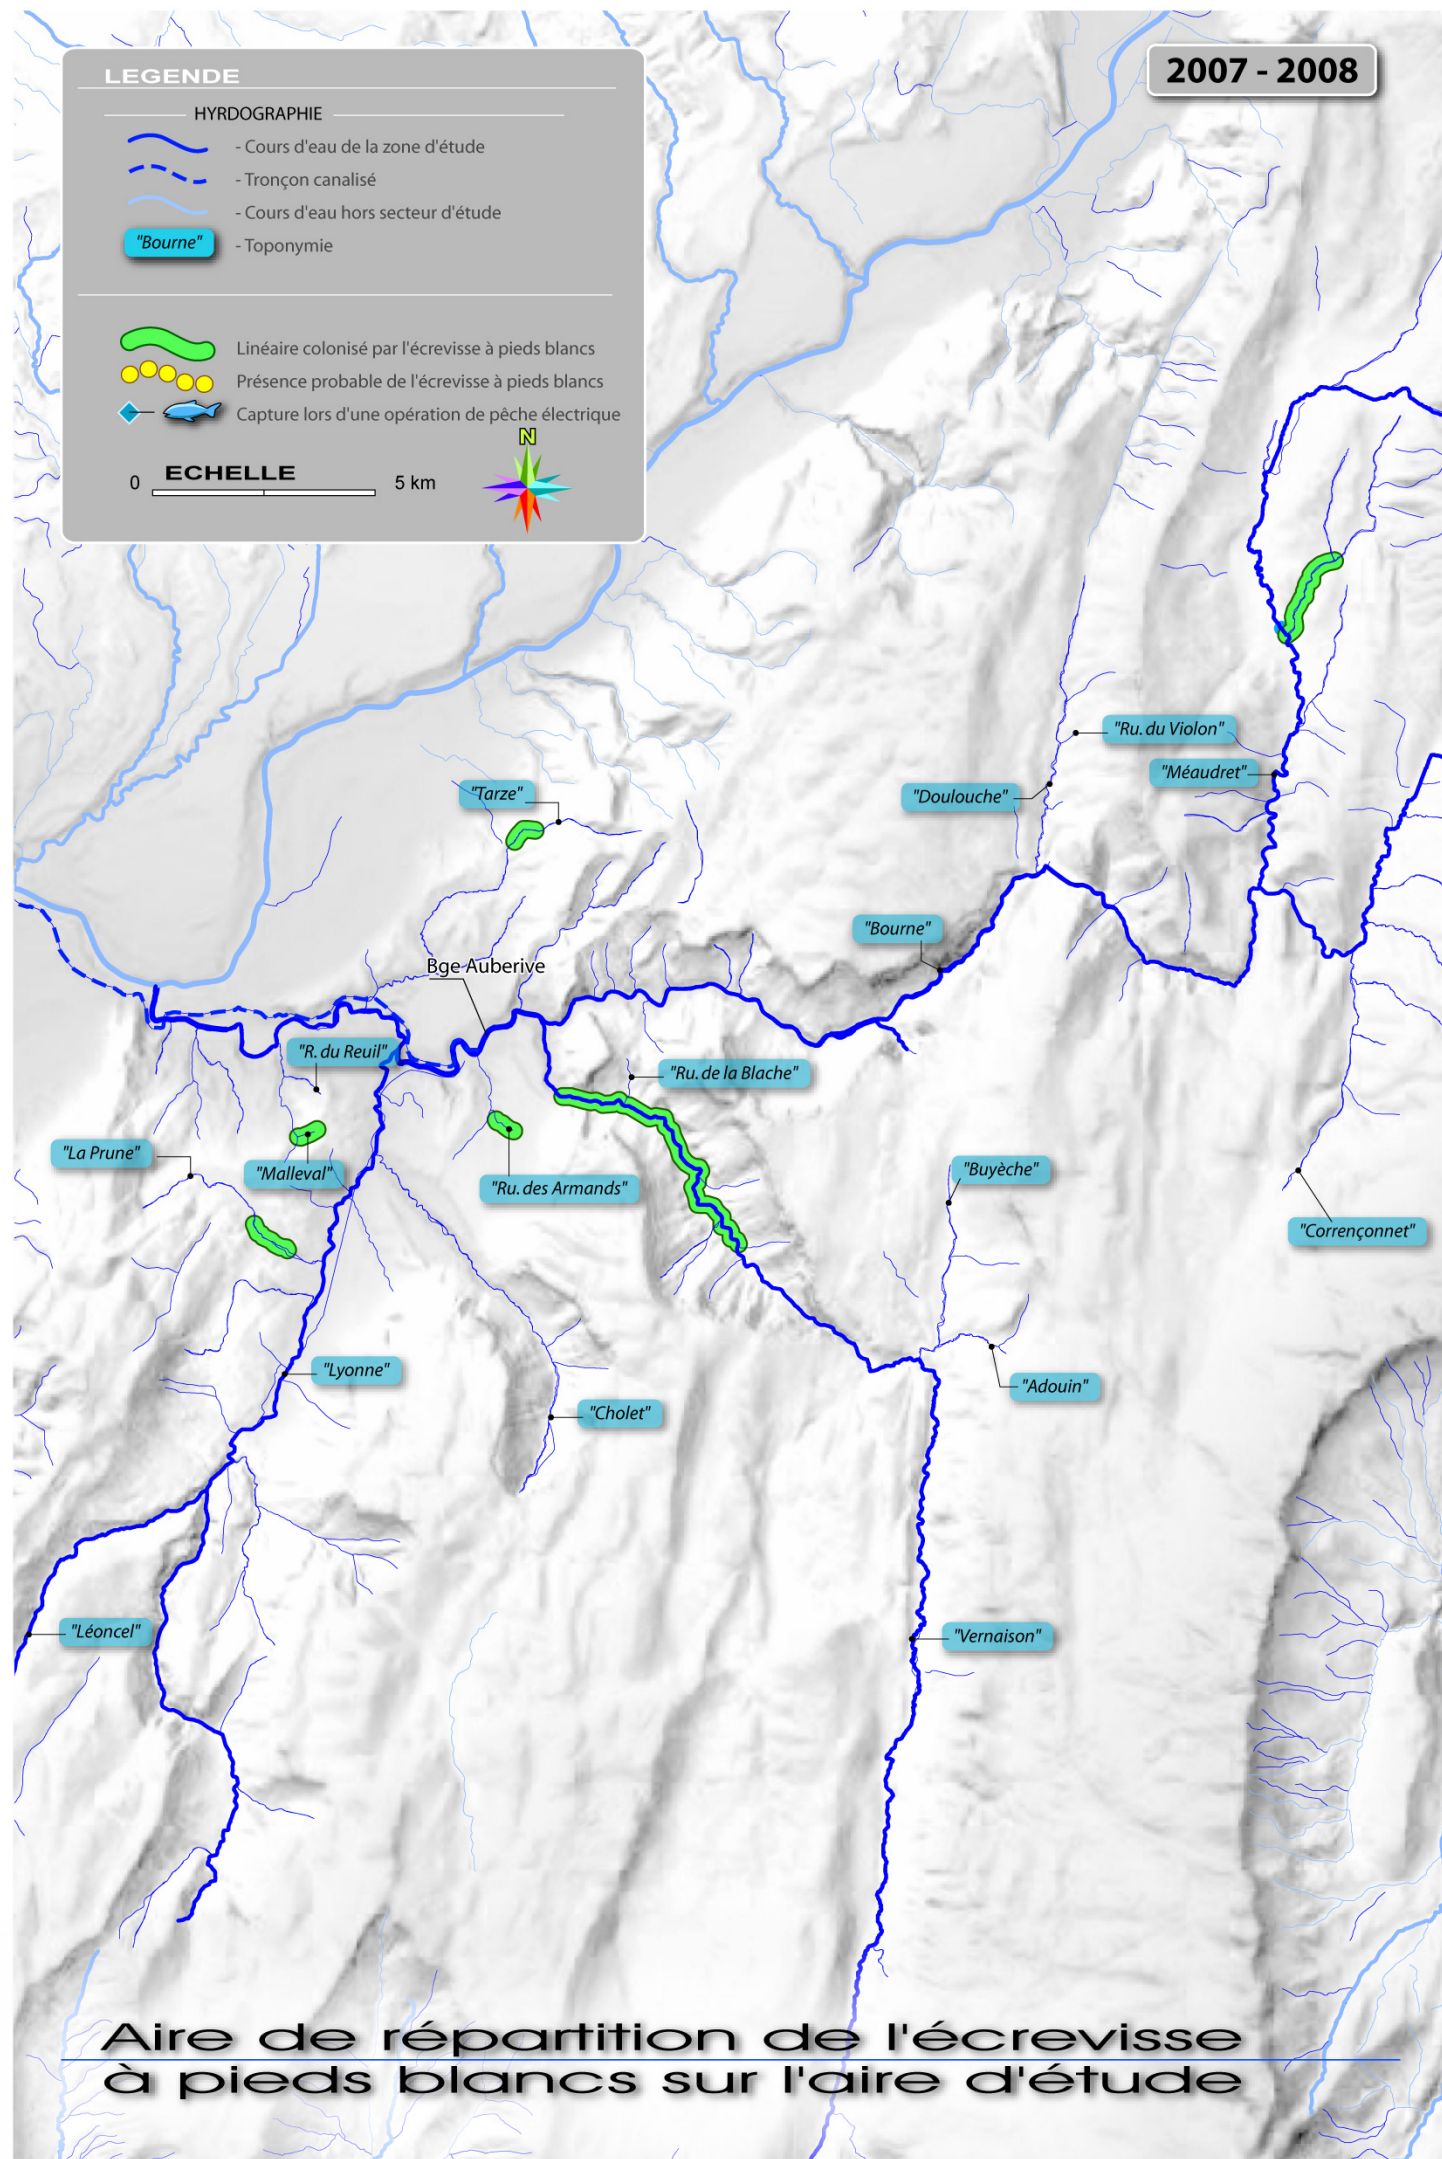 2007 - 2008
LEGENDE
HYRDOGRAPHIE
- Cours d'eau de la zone d'étude
- Tronçon canalisé
- Cours d'eau hors secteur d'étude
"Bourne" - Toponymie
Linéaire colonisé par l'écrevisse à pieds blancs
Présence probable de l'écrevisse à pieds blancs
Capture lors d'une opération de pêche électrique
N
0 ECHELLE 5 km
"Ru. du Violon"
"Méaudret"
"Tarze"
"Doulouche"
"Bourne"
Bge Auberive
"R. du Reuil"
"Ru. de la Blache"
"La Prune"
"Malleval"
"Ru. des Armands"
"Buyèche"
"Corrençonnet"
"Lyonne"
"Adouin"
"Cholet"
"Léoncel"
"Vernaison"
Aire de répartition de l'écrevisse
à pieds blancs sur l'aire d'étude